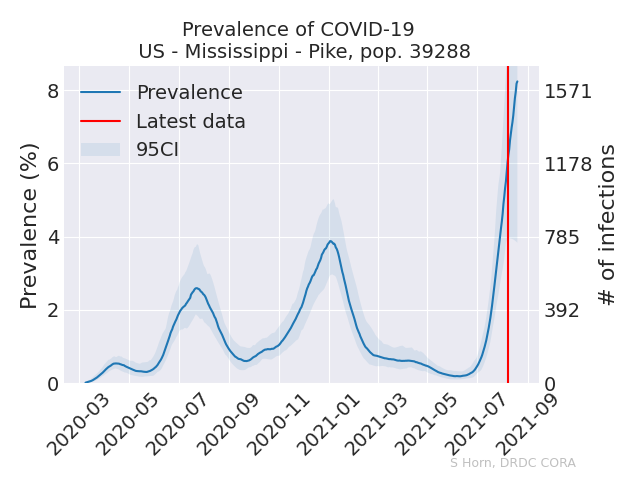 Prevalence of COVID-19
US - Mississippi - Pike, pop. 39288
Prevalence
Latest data
95CI
Prevalence (%)
8
6
4
2
0
1571
1178
785
392
0
# of infections
2020-03
2020-05
2020-07
2020-09
2020-11
2021-01
2021-03
2021-05
2021-07
2021-09
S Horn, DRDC CORA